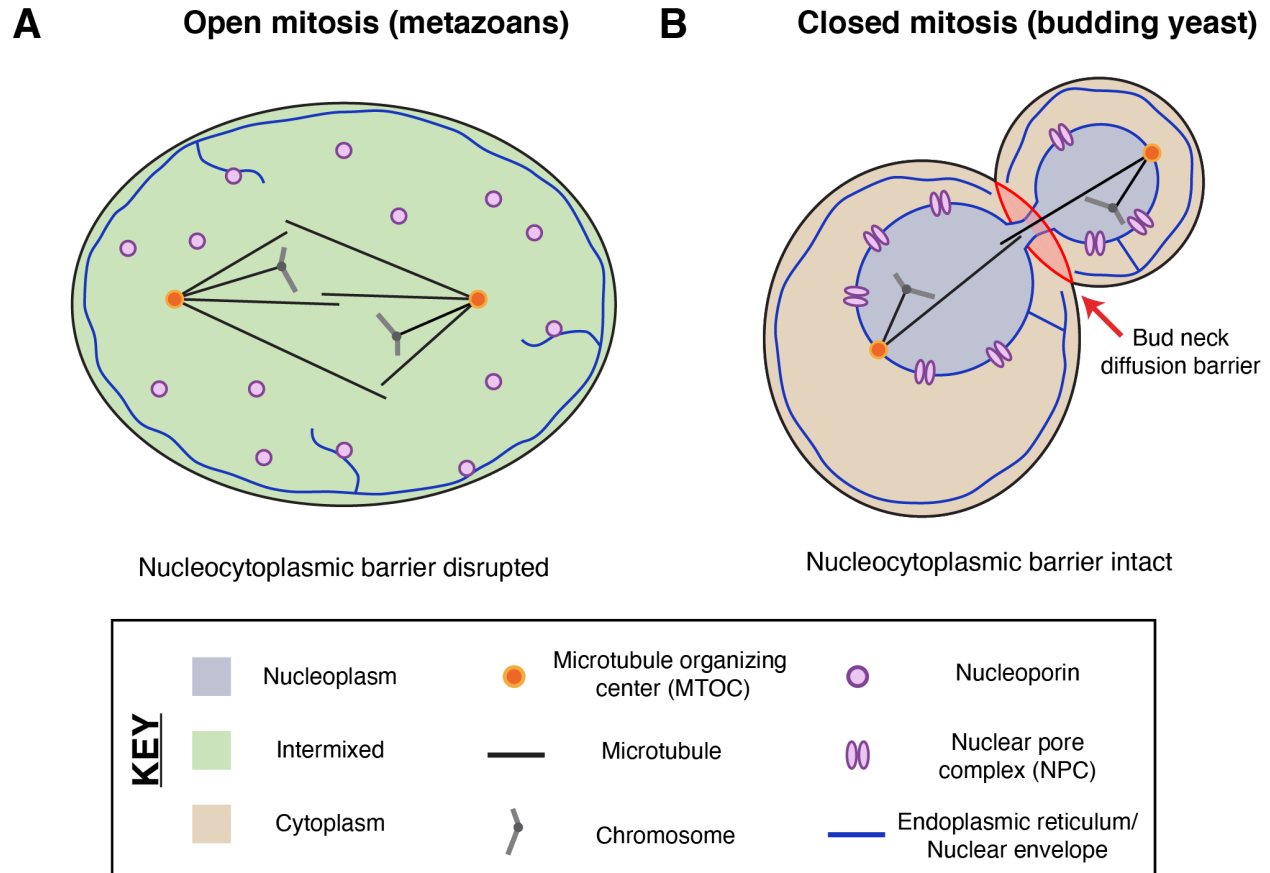 A
Open mitosis (metazoans)
B
Closed mitosis (budding yeast)
Bud neck
diffusion barrier
Nucleocytoplasmic barrier disrupted
Nucleocytoplasmic barrier intact
KEY
Nucleoplasm
Intermixed
Cytoplasm
Microtubule organizing
center (MTOC)
Microtubule
Chromosome
Nucleoporin
Nuclear pore
complex (NPC)
Endoplasmic reticulum/
Nuclear envelope